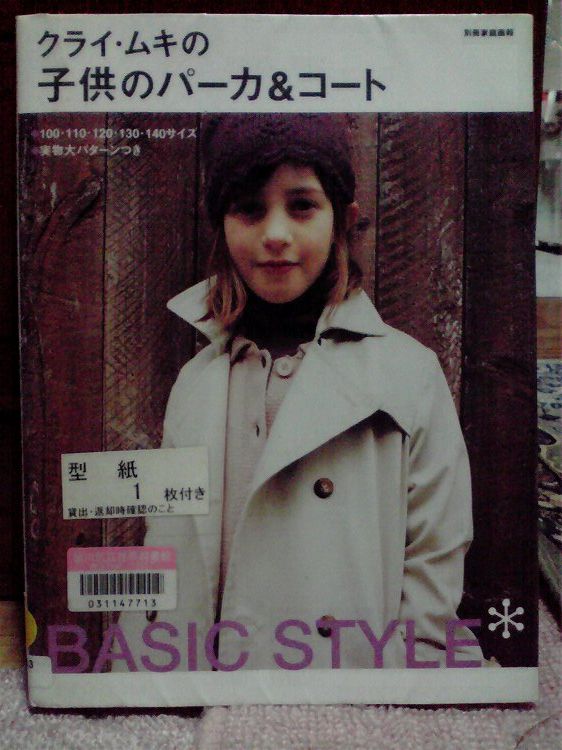 クライ・ムキの
別冊家庭画報
子供のパーカ&コート
100・110・120・130・140サイズ
実物大パターンつき
型 紙
1 枚付き
貸出・返却時確認のこと
031147713
BASIC STYLE*
3